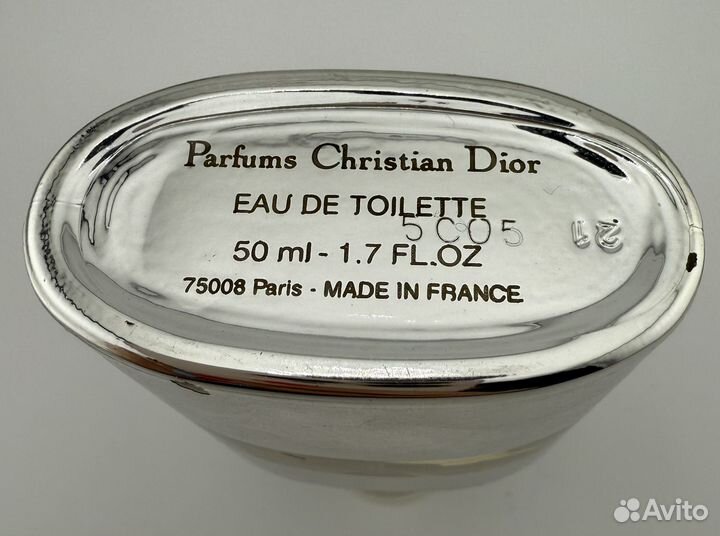 Parfums Christian Dior
EAU DE TOILETTE
5C05
50 ml - 1.7 FL.OZ
75008 Paris - MADE IN FRANCE
Avito